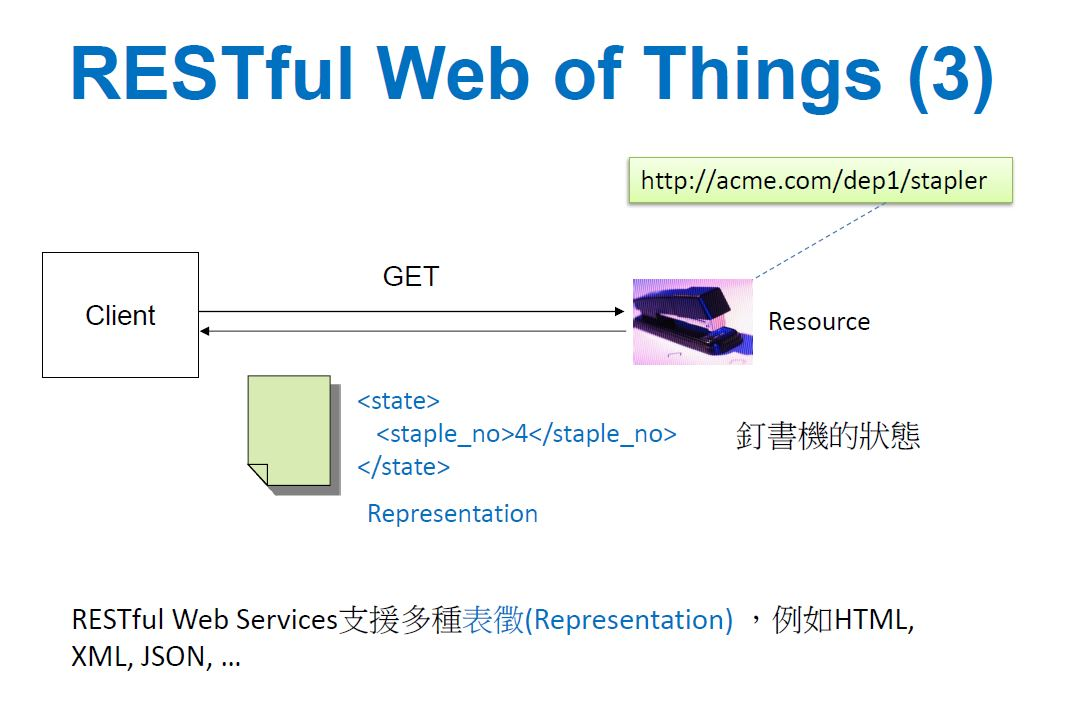 RESTful Web of Things (3)
http://acme.com/dep1/stapler
GET
Client
Resource
<state>
<staple_no>4</staple_no>
</state>
釘書機的狀態
Representation
RESTful Web Services支援多種表徵(Representation) ，例如HTML,
XML, JSON, ...